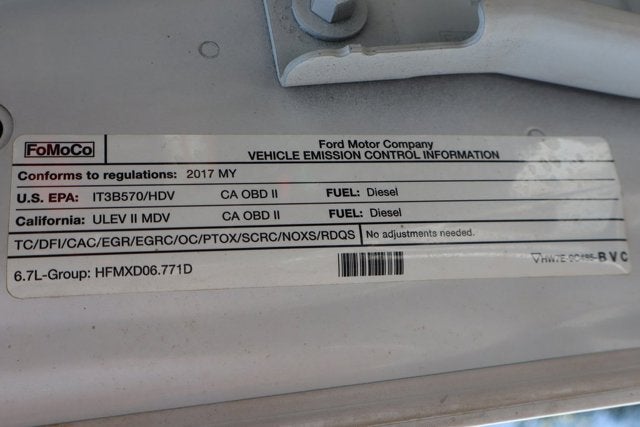 FoMoCo
Ford Motor Company
VEHICLE EMISSION CONTROL INFORMATION
Conforms to regulations: 2017 MY
U.S. EPA: IT3B570/HDV CA OBD II FUEL: Diesel
California: ULEV II MDV CA OBD II FUEL: Diesel
TC/DFI/CAC/EGR/EGRC/OC/PTOX/SCRC/NOXS/RDQS No adjustments needed.
6.7L-Group: HFMXD06.771D
BVC